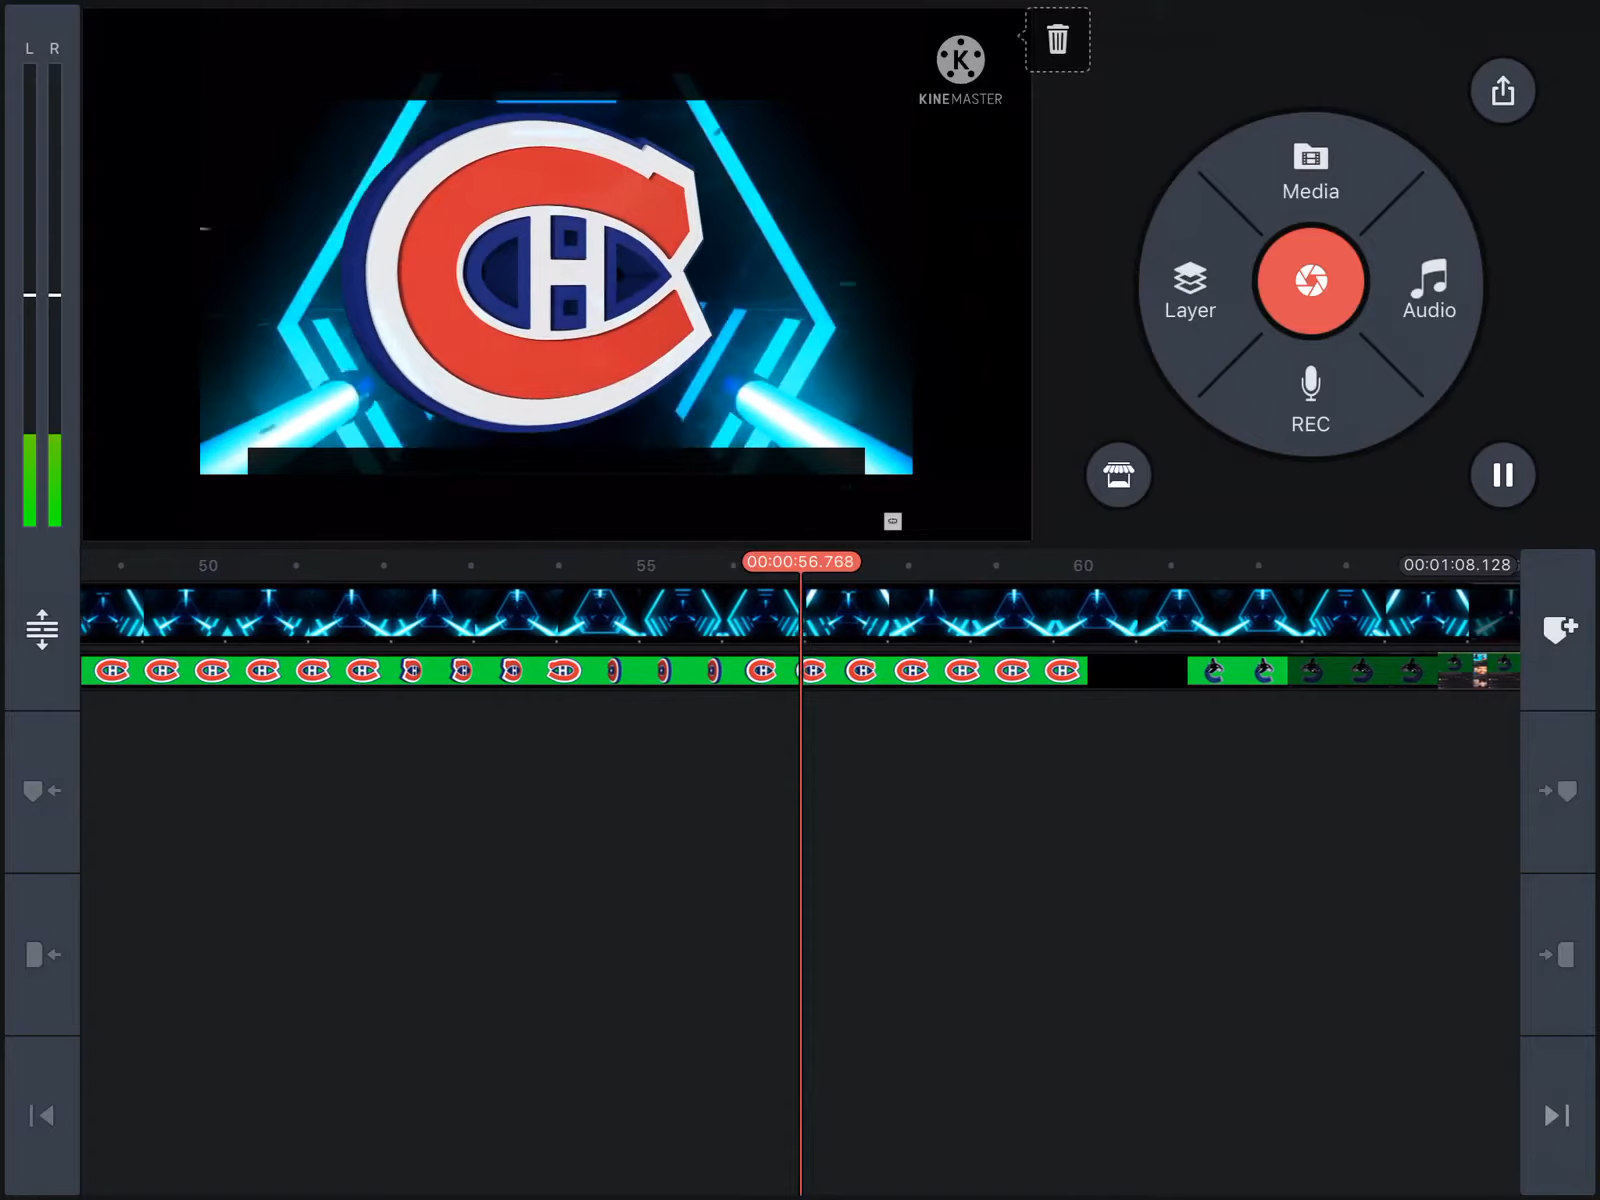 L R
KINEMASTER
Media
Layer
Audio
REC
50
55
00:00:56.768
60
00:01:08.128